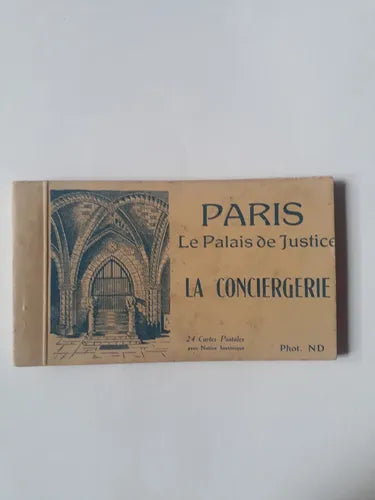 PARIS
Le Palais de Justice
LA CONCIERGERIE
24 Cartes Postales
avec Notice historique
Phot. ND